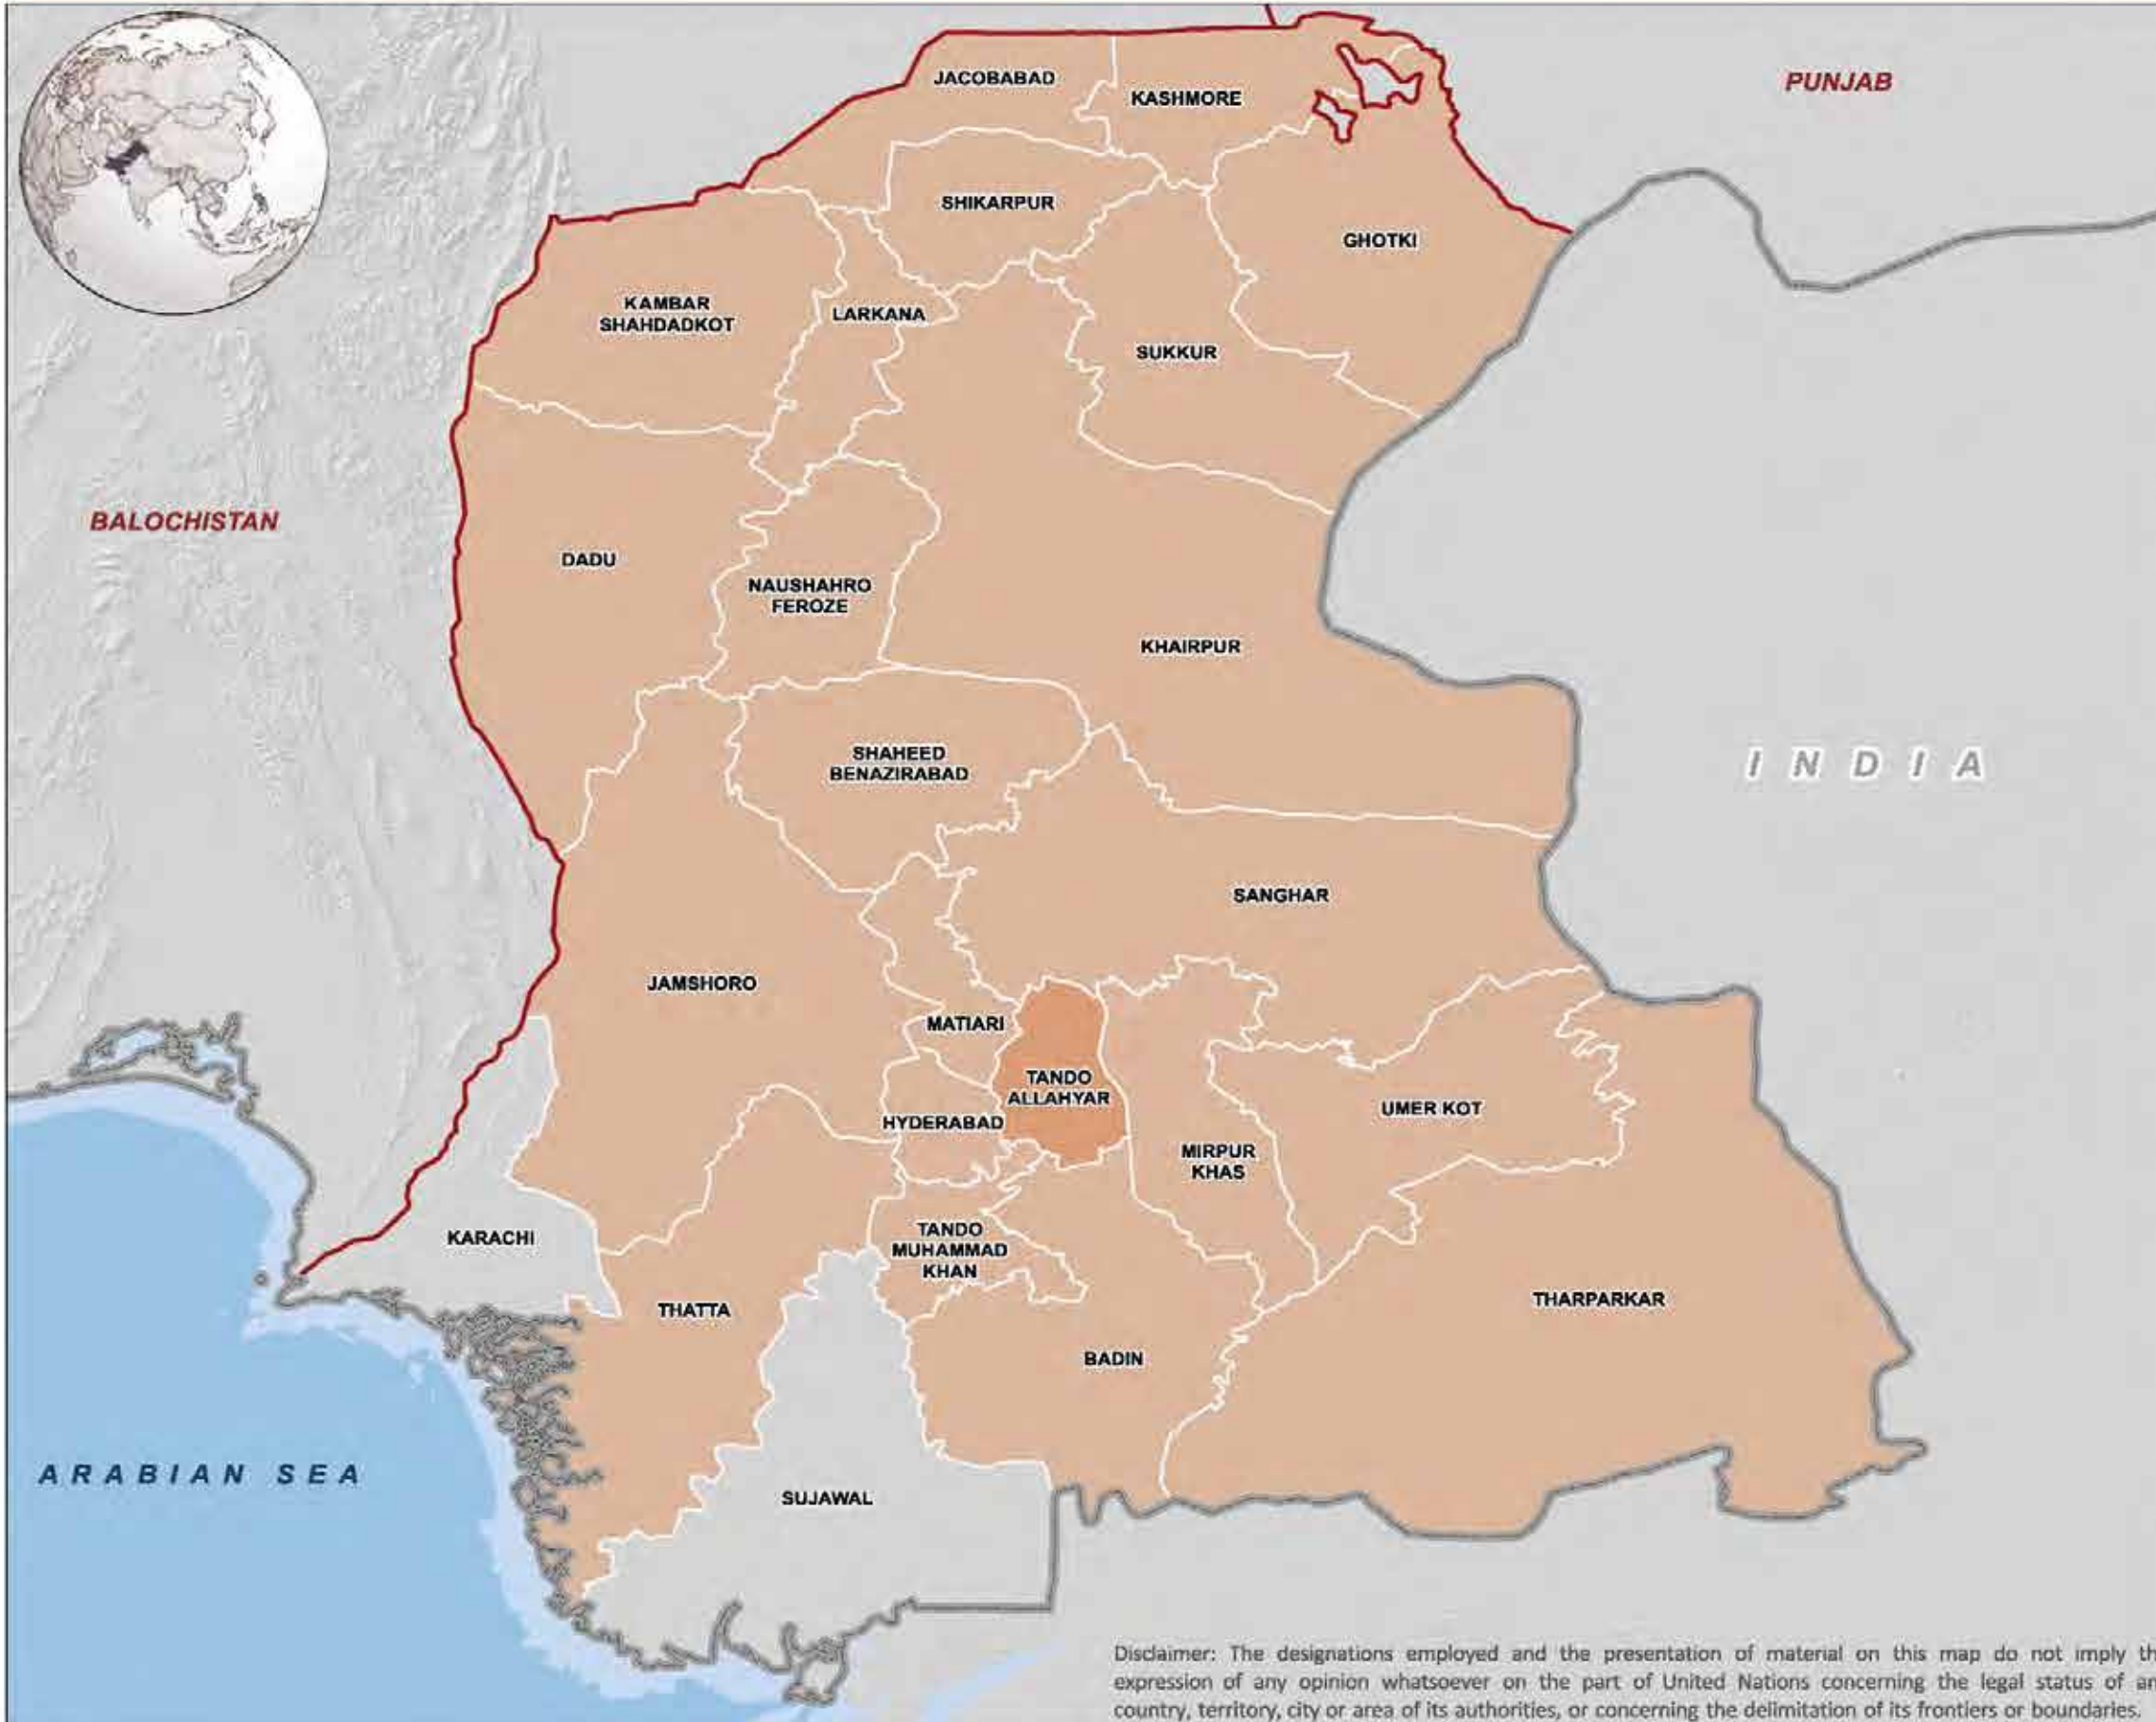 JACOBABAD
KASHMORE
PUNJAB
SHIKARPUR
GHOTKI
KAMBAR
SHAHDADKOT
LARKANA
SUKKUR
BALOCHISTAN
DADU
NAUSHAHRO
FEROZE
KHAIRPUR
SHAHEED
BENAZIRABAD
INDIA
SANGHAR
JAMSHORO
MATIARI
TANDO
ALLAHYAR
HYDERABAD
UMER KOT
MIRPUR
KHAS
KARACHI
TANDO
MUHAMMAD
KHAN
THATTA
THARPARKAR
BADIN
ARABIAN SEA
SUJAWAL
Disclaimer: The designations employed and the presentation of material on this map do not imply th
expression of any opinion whatsoever on the part of United Nations concerning the legal status of an
country, territory, city or area of its authorities, or concerning the delimitation of its frontiers or boundaries.